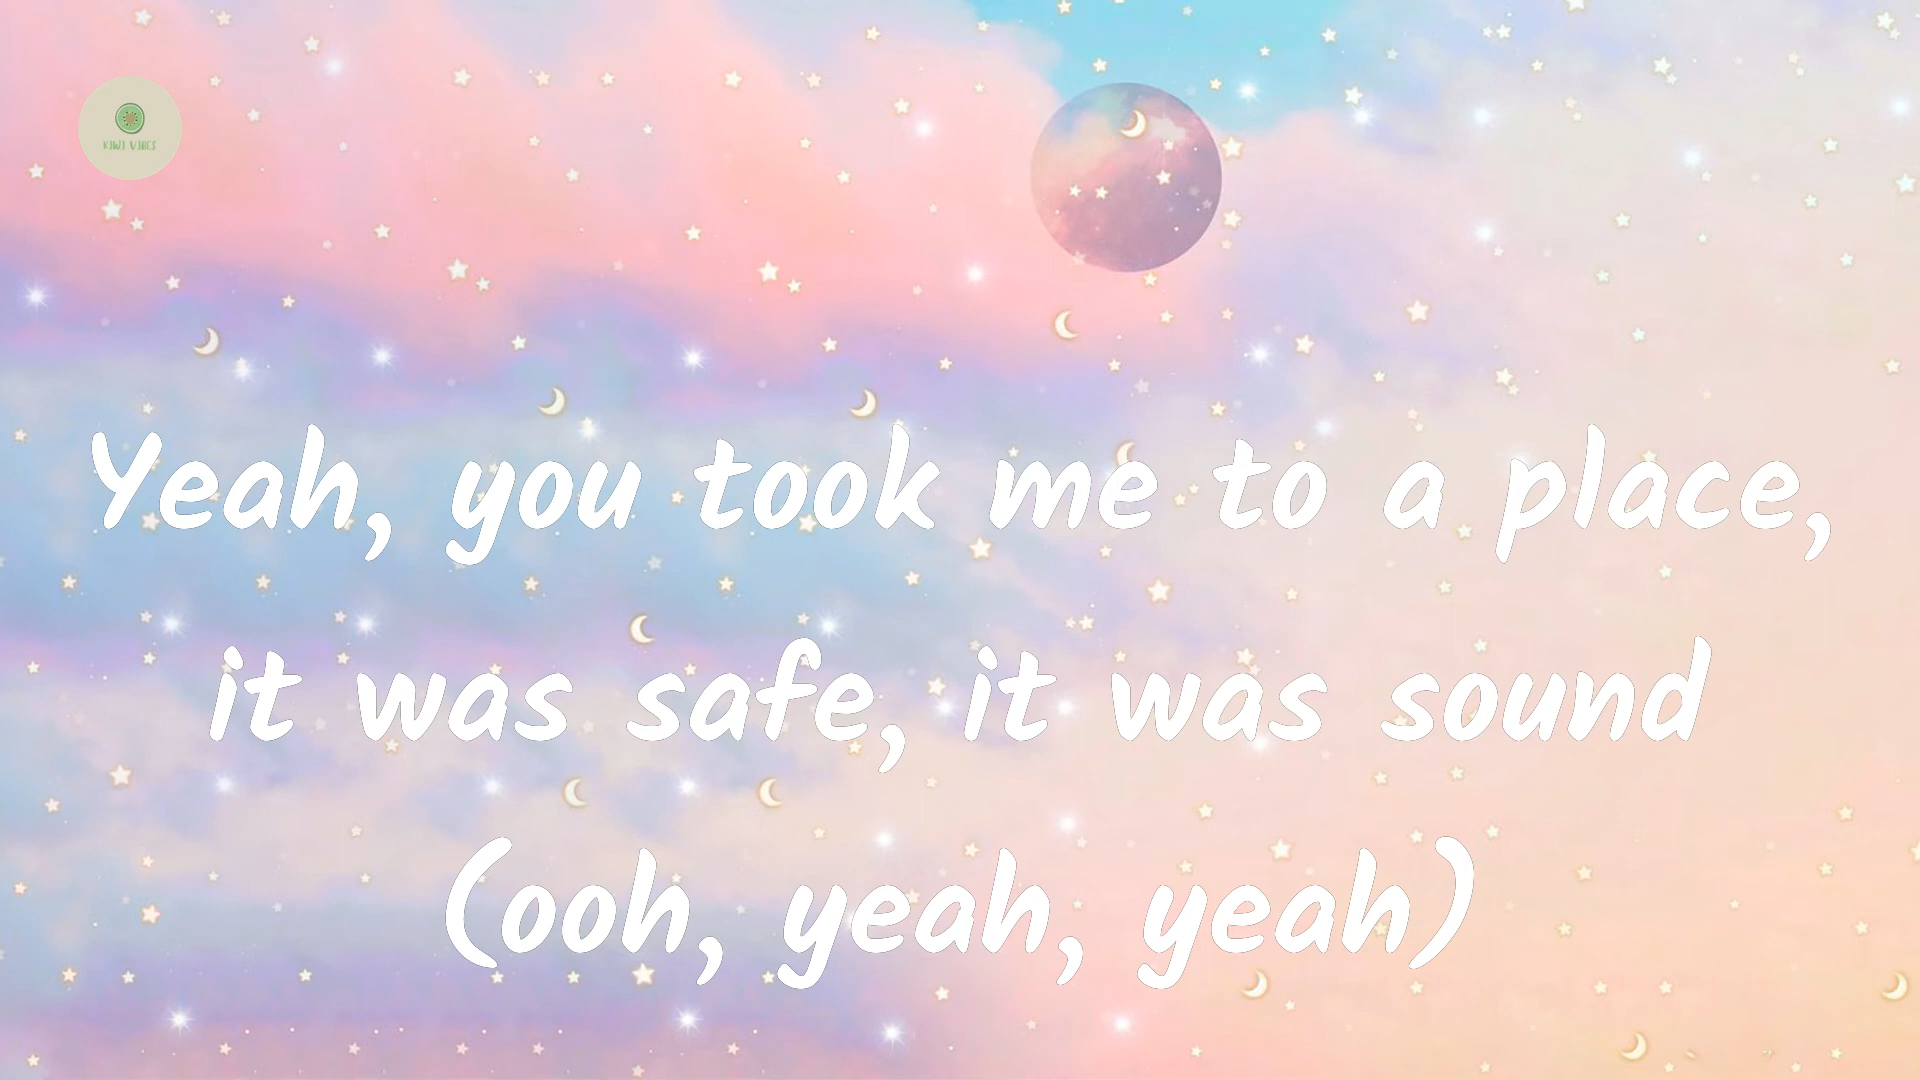 KIWI VIBES
Yeah, you took me to a place,
it was safe, it was sound
(ooh, yeah, yeah)